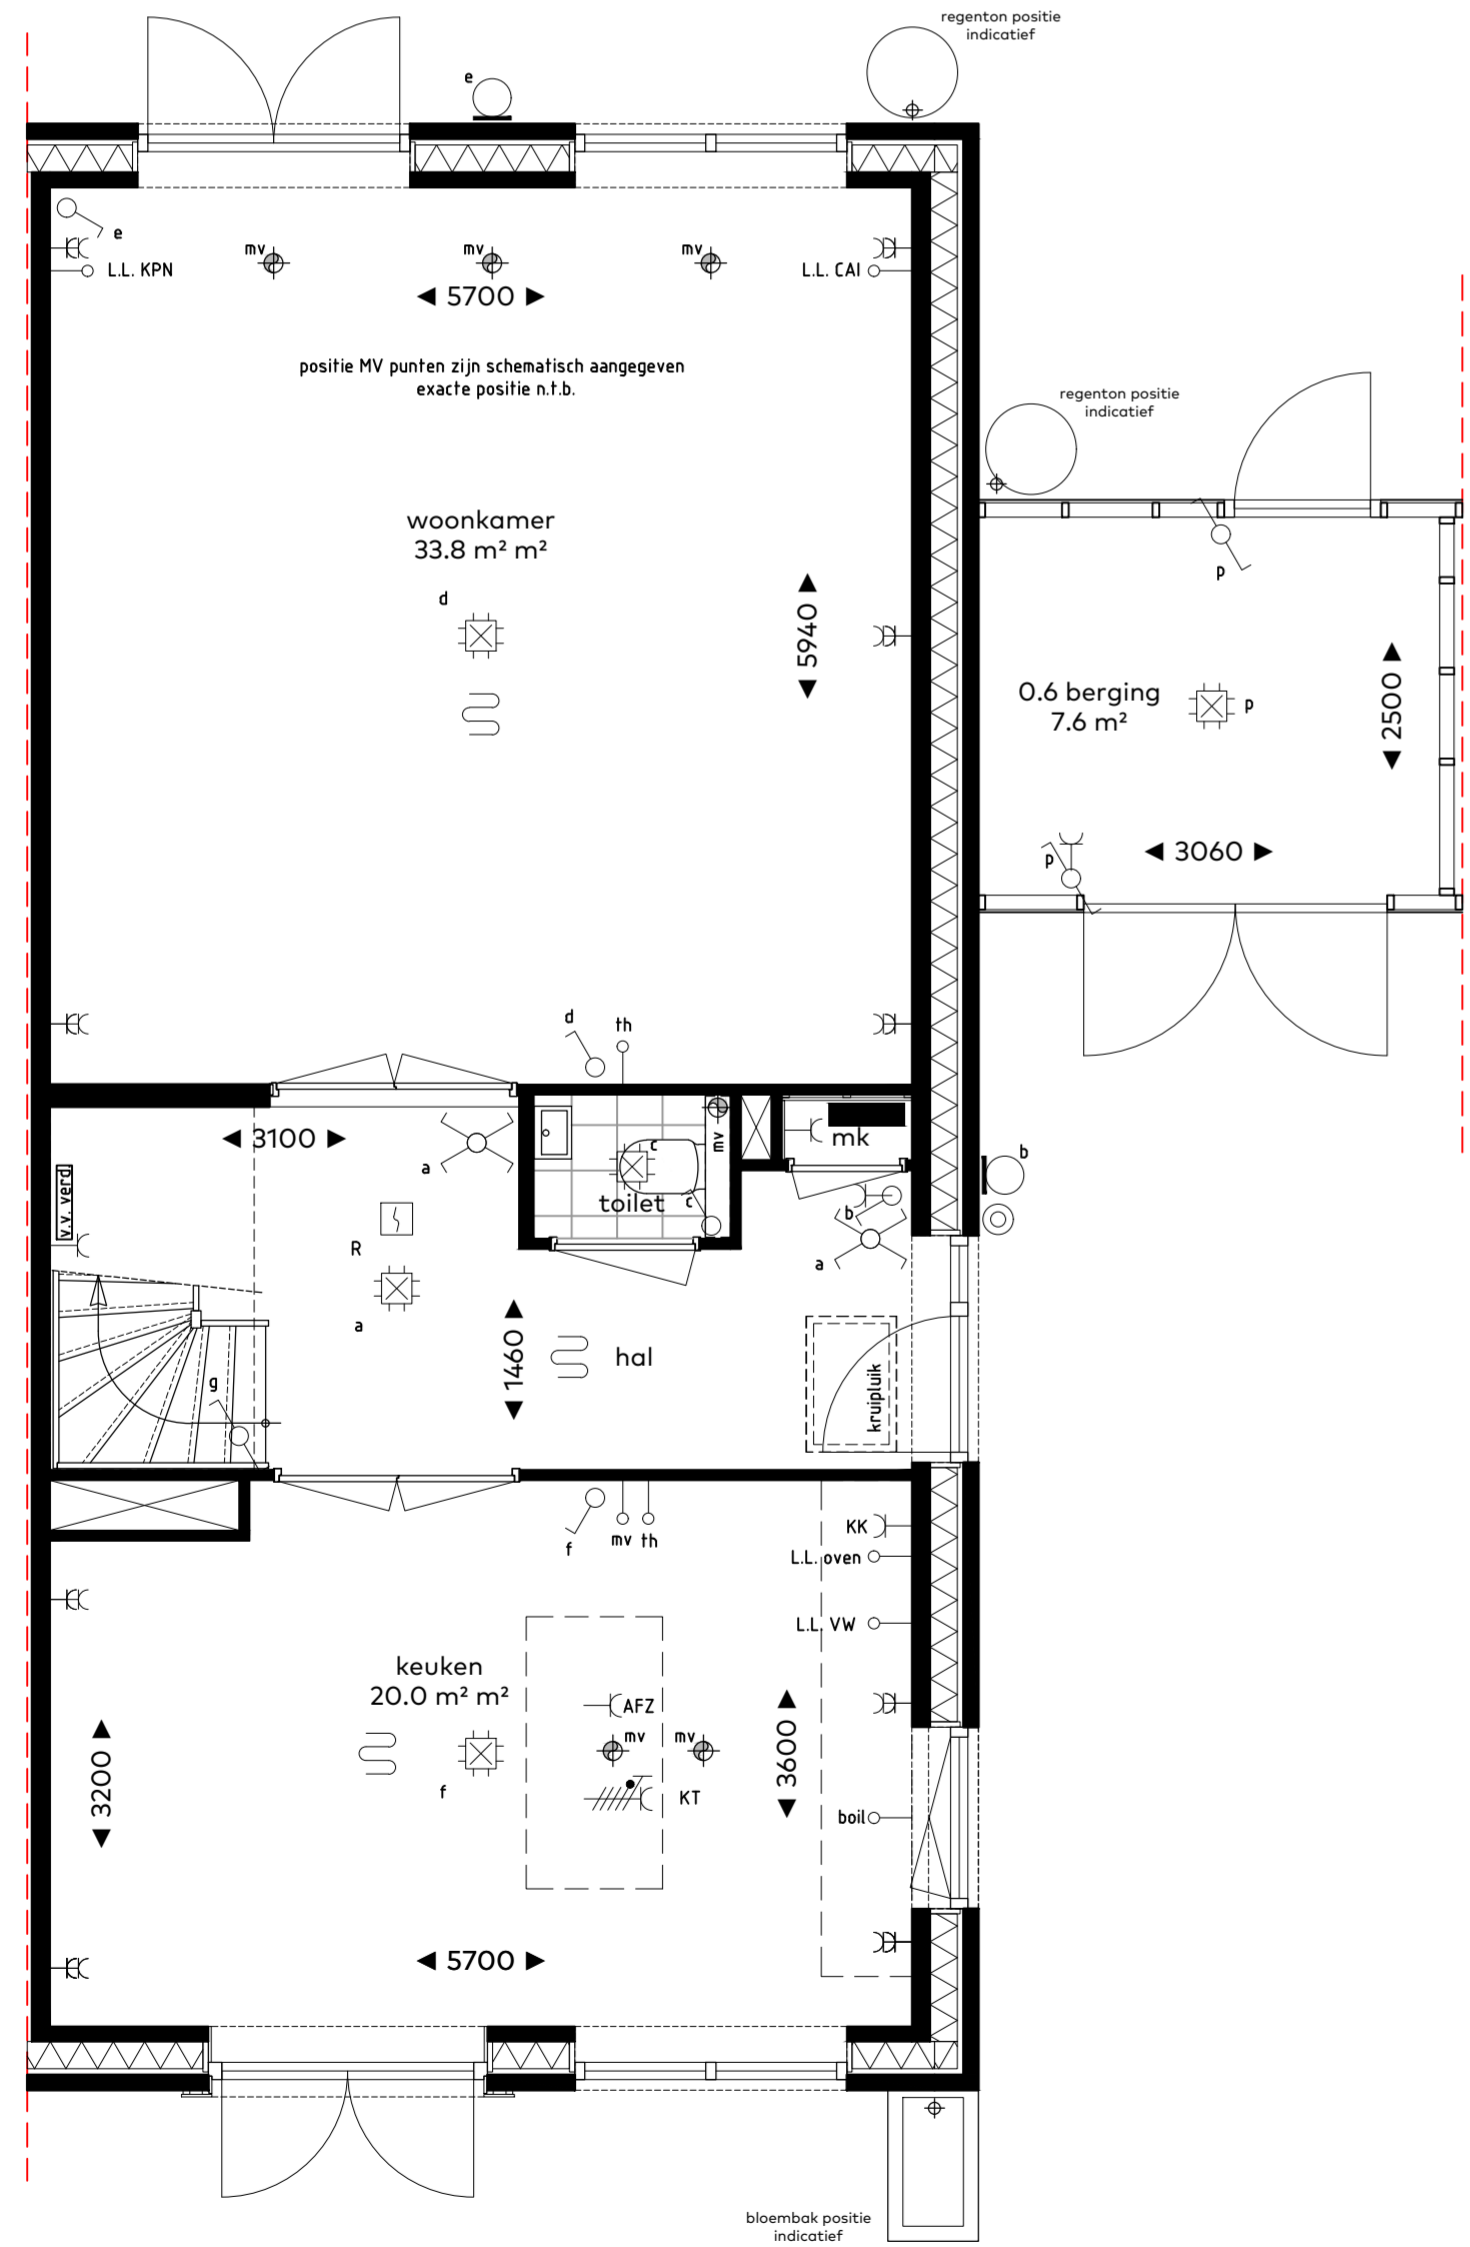 regenton positie
indicatief
e
e
mv
mv
mv
L.L. KPN
L.L. CAI
5700
positie MV punten zijn schematisch aangegeven
exacte positie n.t.b.
regenton positie
indicatief
woonkamer
33.8 m² m²
d
5940
p
0.6 berging
7.6 m²
p
2500
p
3060
d
th
3100
a
c
mv
mk
toilet
c
b
b
v.v. verd
R
a
a
1460
hal
kruipluik
g
f
mv
th
KK
L.L. oven
L.L. VW
keuken
20.0 m² m²
AFZ
mv
mv
3200
3600
f
KT
boil
5700
bloembak positie
indicatief